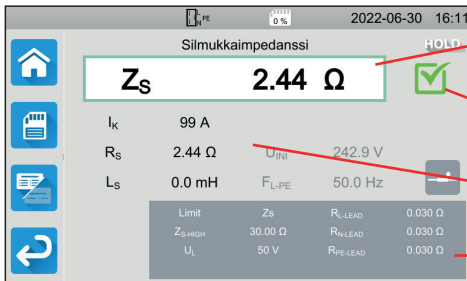 L N PE 0 % 2022-06-30 16:11
Silmukkaimpedanssi HOLD
ZS 2.44 Ω
IK 99 A
RS 2.44 Ω UINI 242.9 V
LS 0.0 mH FL-PE 50.0 Hz
Limit Zs RL-LEAD 0.030 Ω
ZS-HIGH 30.00 Ω RN-LEAD 0.030 Ω
UL 50 V RPE-LEAD 0.030 Ω